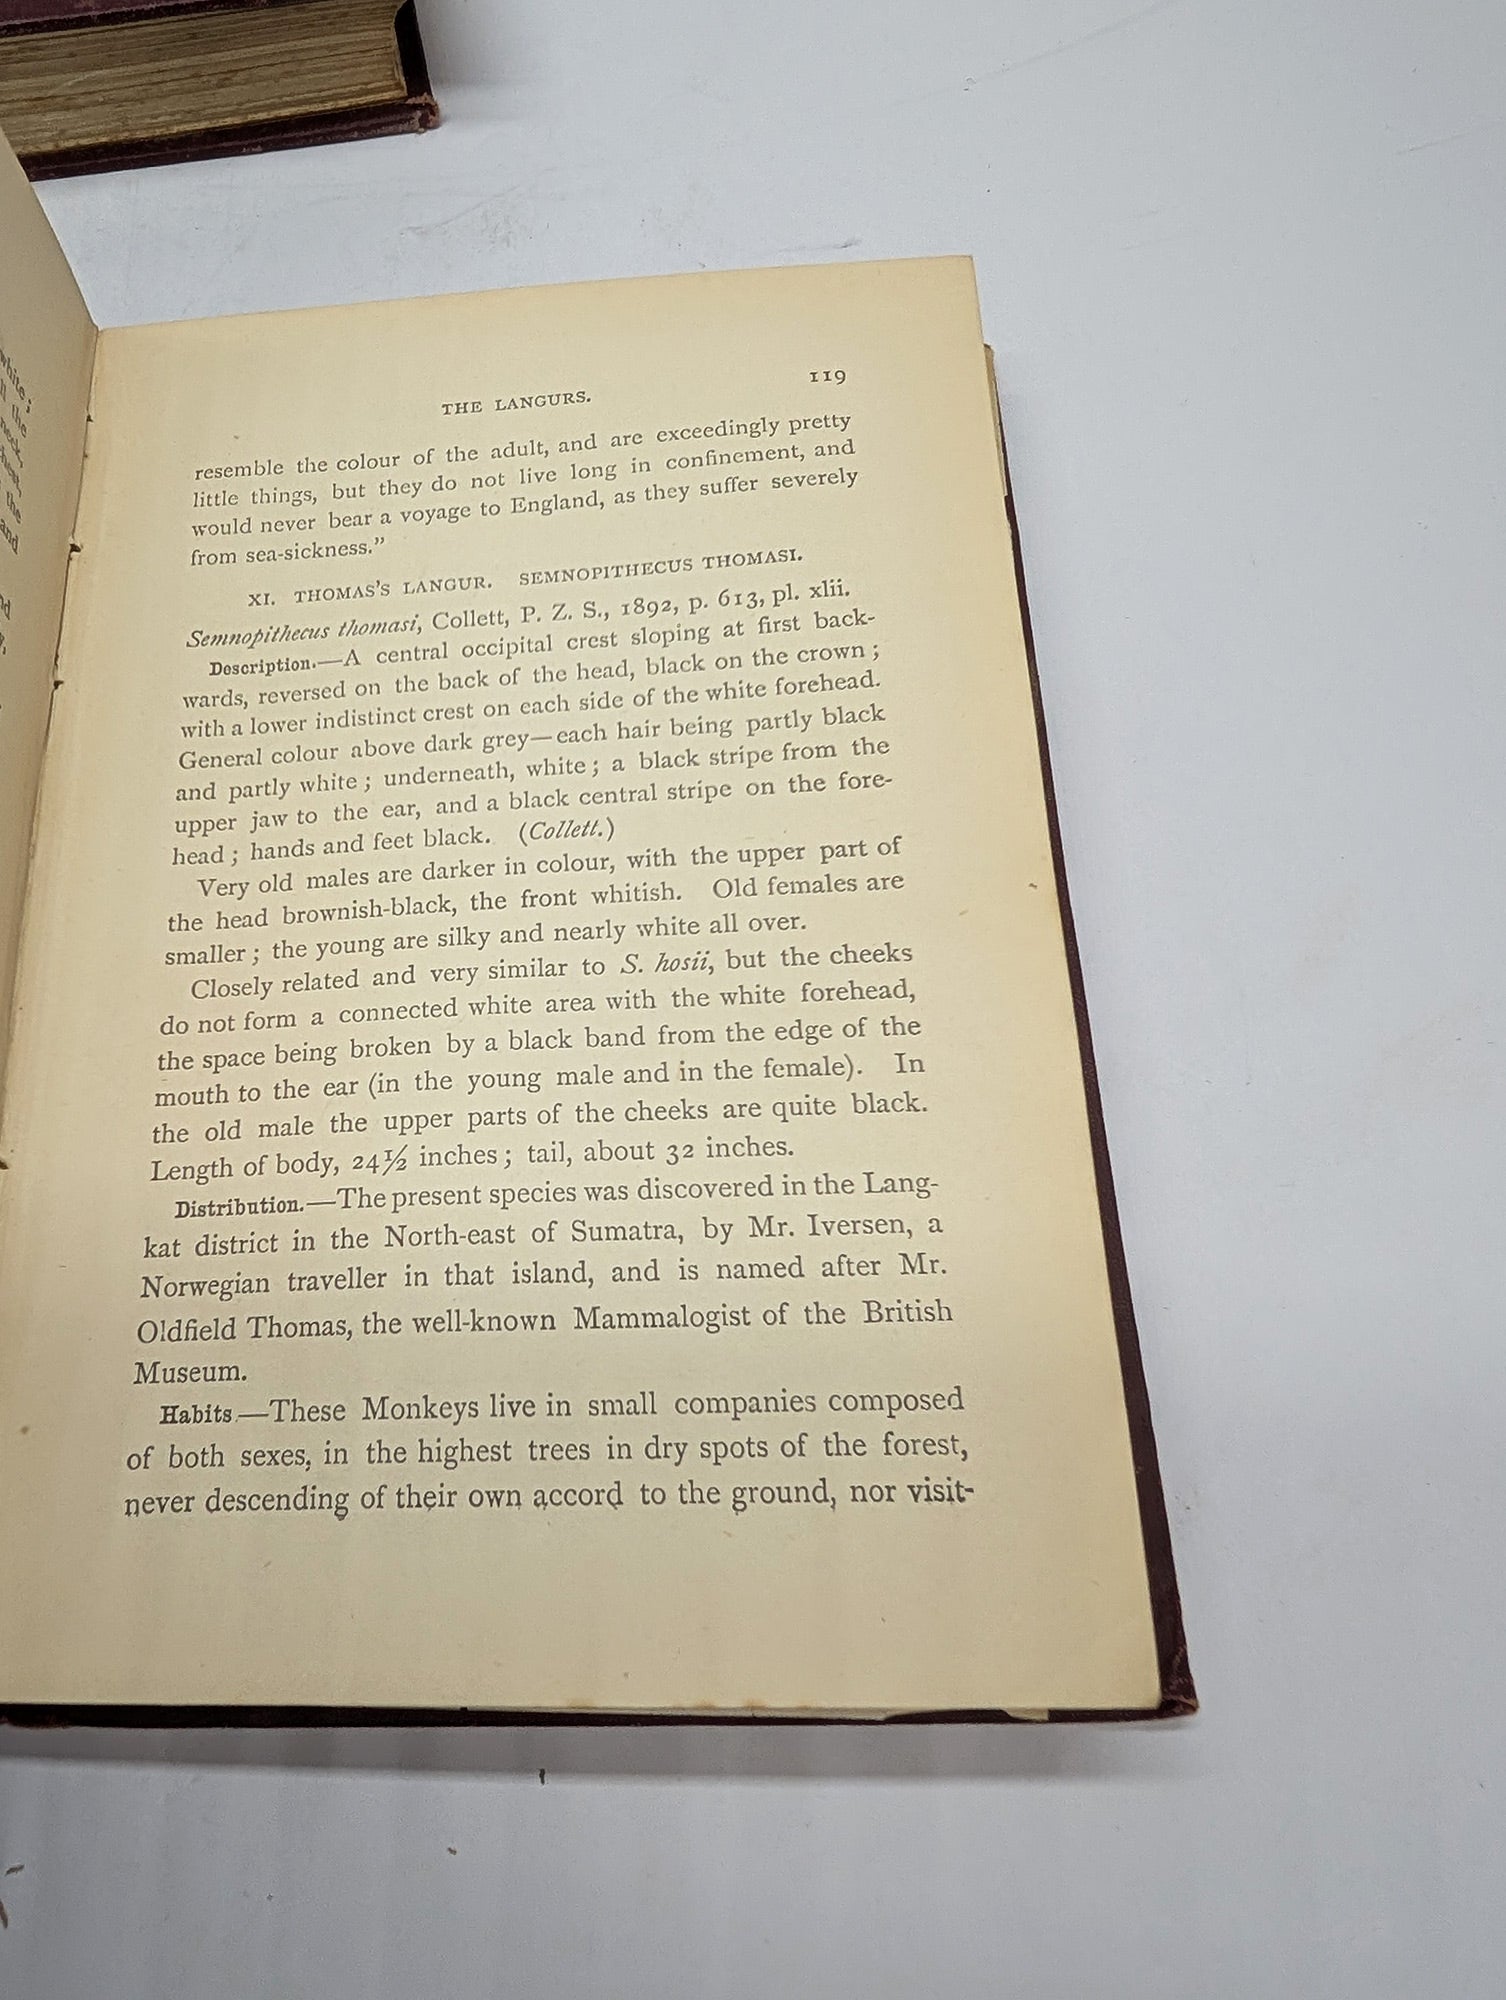 white;
the
neck,
the
and
THE LANGURS.
119
resemble the colour of the adult, and are exceedingly pretty
little things, but they do not live long in confinement, and
would never bear a voyage to England, as they suffer severely
from sea-sickness.”
XI. THOMAS'S LANGUR. SEMNOPITHECUS THOMASI.
Semnopithecus thomasi, Collett, P. Z. S., 1892, p. 613, pl. xlii.
Description.—A central occipital crest sloping at first back-
wards, reversed on the back of the head, black on the crown;
with a lower indistinct crest on each side of the white forehead.
General colour above dark grey—each hair being partly black
and partly white; underneath, white; a black stripe from the
upper jaw to the ear, and a black central stripe on the fore-
head; hands and feet black. (Collett.)
Very old males are darker in colour, with the upper part of
the head brownish-black, the front whitish. Old females are
smaller; the young are silky and nearly white all over.
Closely related and very similar to S. hosii, but the cheeks
do not form a connected white area with the white forehead,
the space being broken by a black band from the edge of the
mouth to the ear (in the young male and in the female). In
the old male the upper parts of the cheeks are quite black.
Length of body, 24½ inches; tail, about 32 inches.
Distribution.—The present species was discovered in the Lang-
kat district in the North-east of Sumatra, by Mr. Iversen, a
Norwegian traveller in that island, and is named after Mr.
Oldfield Thomas, the well-known Mammalogist of the British
Museum.
Habits.—These Monkeys live in small companies composed
of both sexes, in the highest trees in dry spots of the forest,
never descending of their own accord to the ground, nor visit-